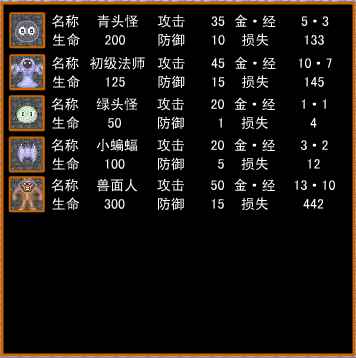 名称 青头怪 攻击 35 金·经 5·3
生命 200 防御 10 损失 133
名称 初级法师 攻击 45 金·经 10·7
生命 125 防御 15 损失 145
名称 绿头怪 攻击 20 金·经 1·1
生命 50 防御 1 损失 4
名称 小蝙蝠 攻击 20 金·经 3·2
生命 100 防御 5 损失 12
名称 兽面人 攻击 50 金·经 13·10
生命 300 防御 15 损失 442